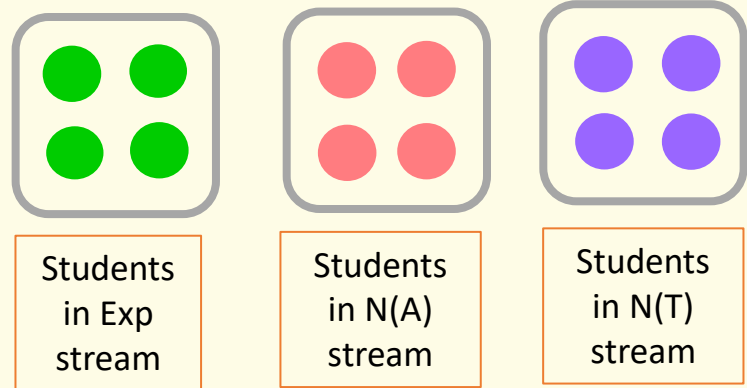 Students
in Exp
stream
Students
in N(A)
stream
Students
in N(T)
stream